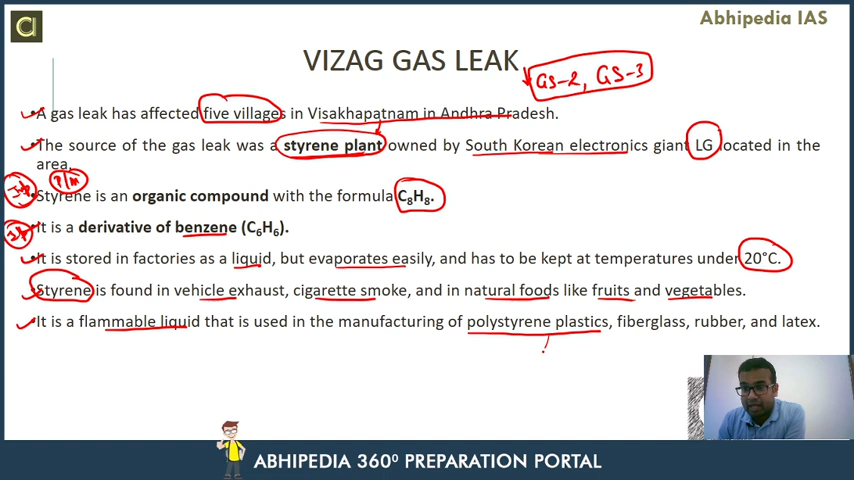 Abhipedia IAS
VIZAG GAS LEAK
GS-2, GS-3
• A gas leak has affected five villages in Visakhapatnam in Andhra Pradesh.
• The source of the gas leak was a styrene plant owned by South Korean electronics giant LG located in the
area.
• Styrene is an organic compound with the formula C₈H₈.
• It is a derivative of benzene (C₆H₆).
• It is stored in factories as a liquid, but evaporates easily, and has to be kept at temperatures under 20°C.
• Styrene is found in vehicle exhaust, cigarette smoke, and in natural foods like fruits and vegetables.
• It is a flammable liquid that is used in the manufacturing of polystyrene plastics, fiberglass, rubber, and latex.
ABHIPEDIA 360⁰ PREPARATION PORTAL